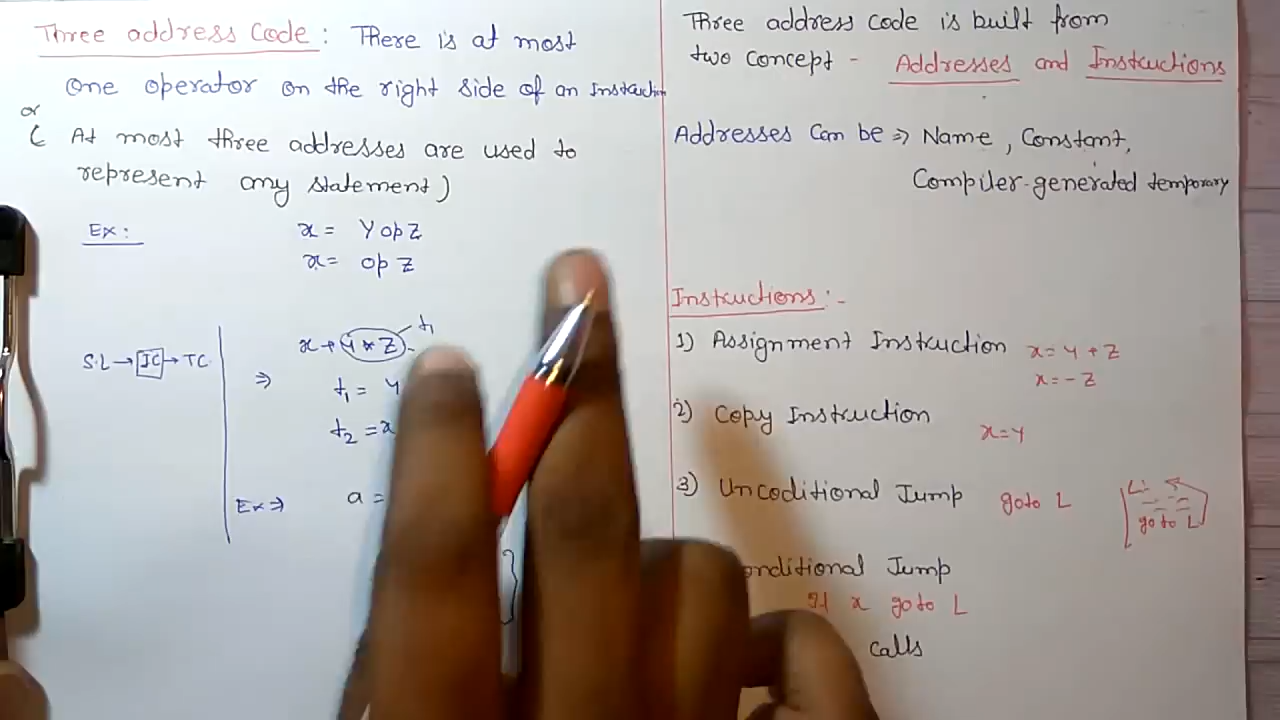 Three address Code: There is at most
one operator on the right side of an Instruction
or
( At most three addresses are used to
represent any statement)
Ex:
x = Y op Z
x = op Z
S.L → IC → TC
⇒ x + y * z t₁
t₁ = y
t₂ = x
Ex ⇒ a =
}
Three address code is built from
two concept - Addresses and Instructions
Addresses Can be ⇒ Name, Constant,
Compiler-generated temporary
Instructions :-
1) Assignment Instruction x = y + z
x = - z
2) Copy Instruction x = y
3) Uncoditional Jump goto L
L:
goto L
onditional Jump
If x goto L
calls